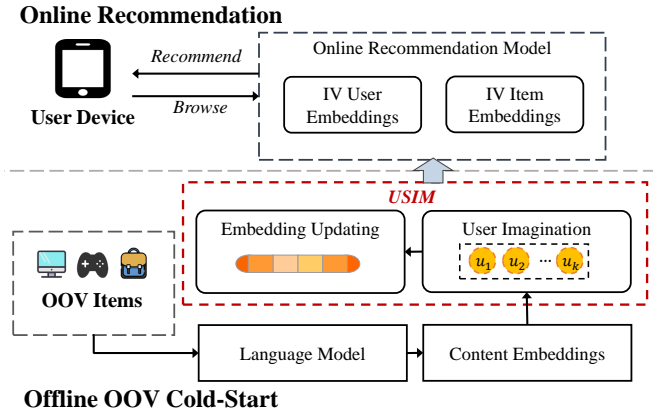 Online Recommendation
Recommend
Browse
User Device
Online Recommendation Model
IV User
Embeddings
IV Item
Embeddings
USIM
Embedding Updating
User Imagination
u1 u2 ... uk
OOV Items
Language Model
Content Embeddings
Offline OOV Cold-Start